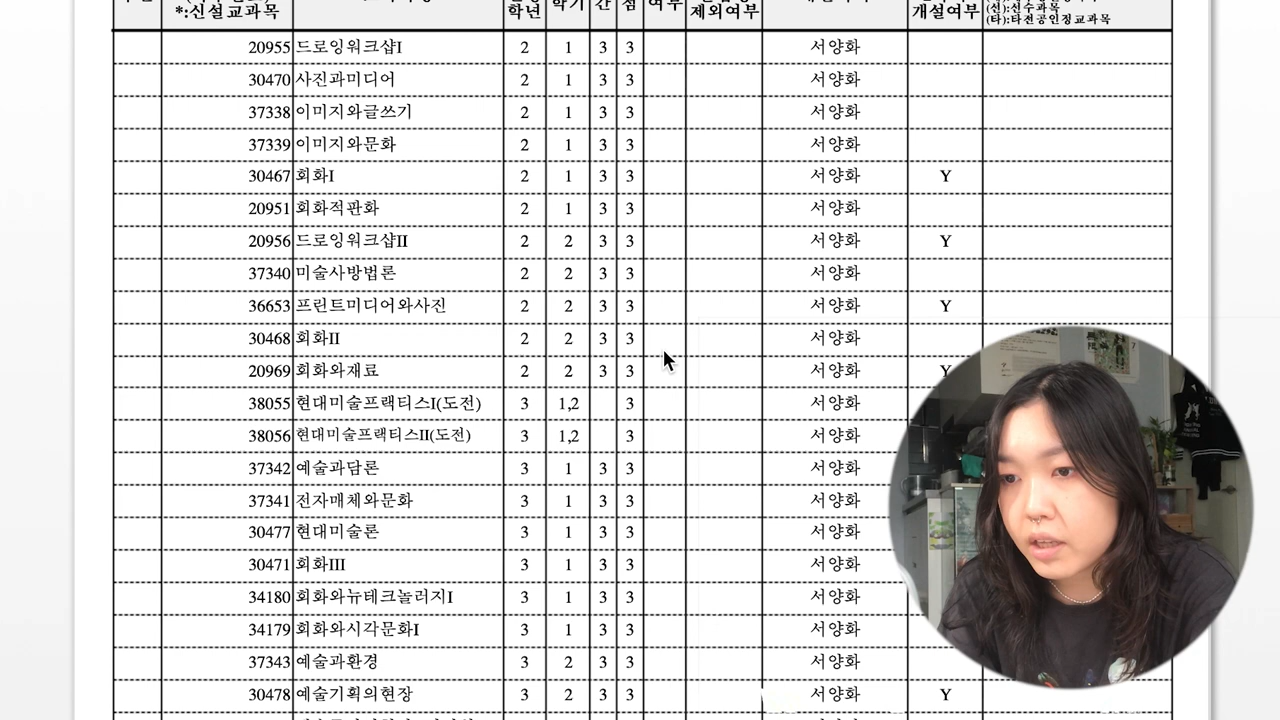 *:신설교과목 학년 학기 간 점 여부 제외여부 개설여부 (신):선수과목
(타):타전공인정교과목
20955 드로잉워크샵I 2 1 3 3 서양화
30470 사진과미디어 2 1 3 3 서양화
37338 이미지와글쓰기 2 1 3 3 서양화
37339 이미지와문화 2 1 3 3 서양화
30467 회화I 2 1 3 3 서양화 Y
20951 회화적판화 2 1 3 3 서양화
20956 드로잉워크샵II 2 2 3 3 서양화 Y
37340 미술사방법론 2 2 3 3 서양화
36653 프린트미디어와사진 2 2 3 3 서양화 Y
30468 회화II 2 2 3 3 서양화
20969 회화와재료 2 2 3 3 서양화 Y
38055 현대미술프랙티스I(도전) 3 1,2 3 서양화
38056 현대미술프랙티스II(도전) 3 1,2 3 서양화
37342 예술과담론 3 1 3 3 서양화
37341 전자매체와문화 3 1 3 3 서양화
30477 현대미술론 3 1 3 3 서양화
30471 회화III 3 1 3 3 서양화
34180 회화와뉴테크놀러지I 3 1 3 3 서양화
34179 회화와시각문화I 3 1 3 3 서양화
37343 예술과환경 3 2 3 3 서양화
30478 예술기획의현장 3 2 3 3 서양화 Y